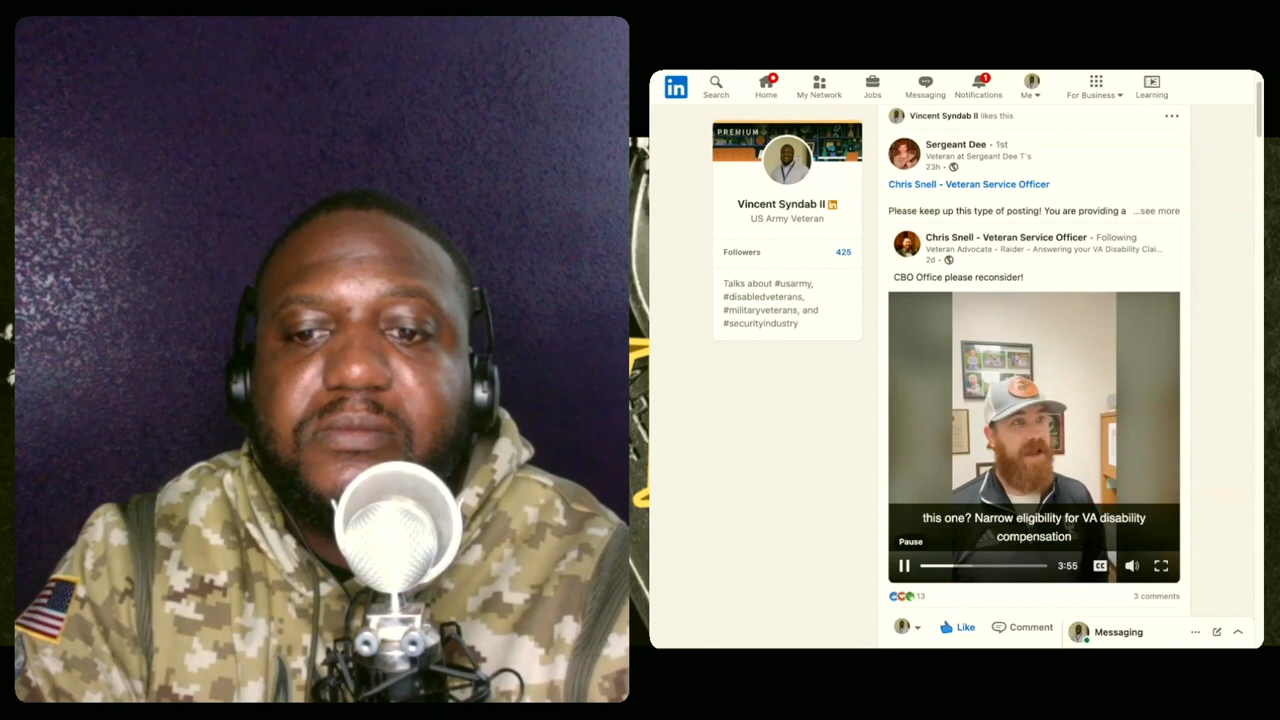 in
Search
Home
My Network
Jobs
Messaging
1
Notifications
Me
For Business
Learning
Vincent Syndab II likes this
PREMIUM
Vincent Syndab II in
US Army Veteran
Followers 425
Talks about #usarmy,
#disabledveterans,
#militaryveterans, and
#securityindustry
Sergeant Dee • 1st
Veteran at Sergeant Dee T's
23h •
Chris Snell - Veteran Service Officer
Please keep up this type of posting! You are providing a ...see more
Chris Snell - Veteran Service Officer • Following
Veteran Advocate - Raider - Answering your VA Disability Clai...
2d •
CBO Office please reconsider!
this one? Narrow eligibility for VA disability
compensation
Pause
3:55 CC
13
3 comments
Like
Comment
Messaging